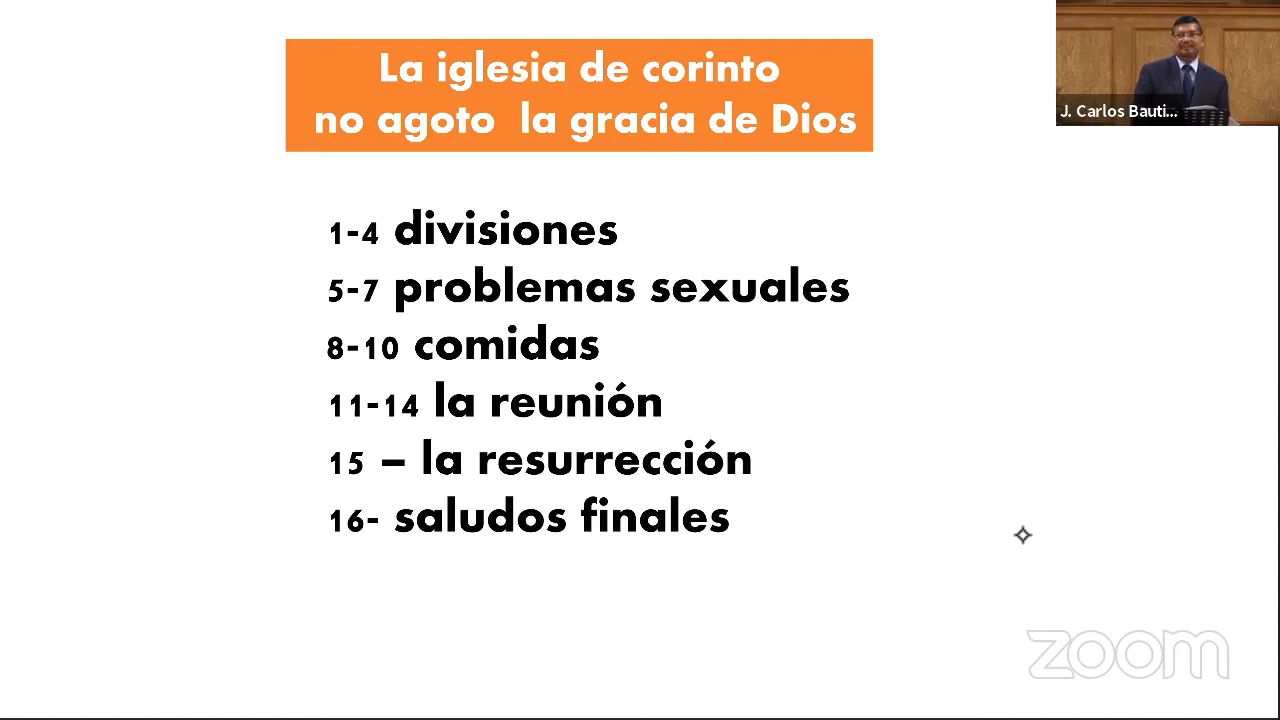 La iglesia de corinto
no agoto la gracia de Dios
J. Carlos Bauti...
1-4 divisiones
5-7 problemas sexuales
8-10 comidas
11-14 la reunión
15 – la resurrección
16- saludos finales
zoom